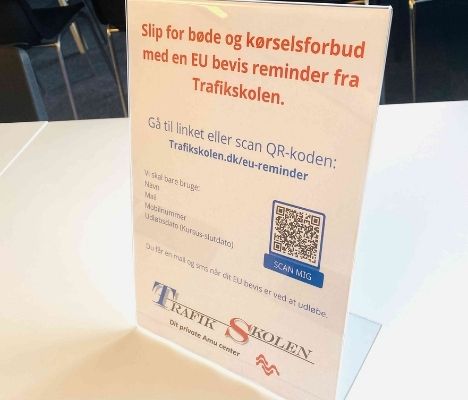 Slip for bøde og kørselsforbud
med en EU bevis reminder fra
Trafikskolen.
Gå til linket eller scan QR-koden:
Trafikskolen.dk/eu-reminder
Vi skal bare bruge:
Navn
Mail
Mobilnummer
Udløbsdato (Kursus-slutdato)
SCAN MIG
Du får en mail og sms når dit EU bevis er ved at udløbe.
TRAFIK SKOLEN
Dit private Amu center